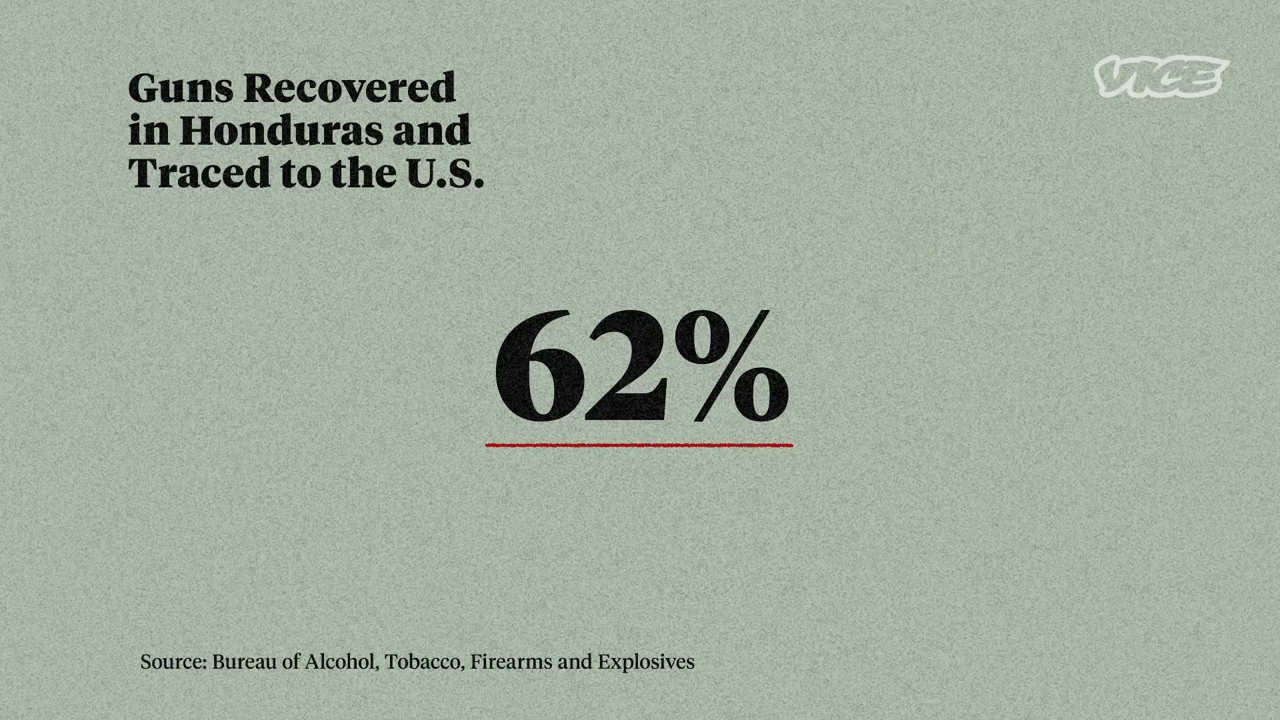 Guns Recovered
in Honduras and
Traced to the U.S.
VICE
62%
Source: Bureau of Alcohol, Tobacco, Firearms and Explosives